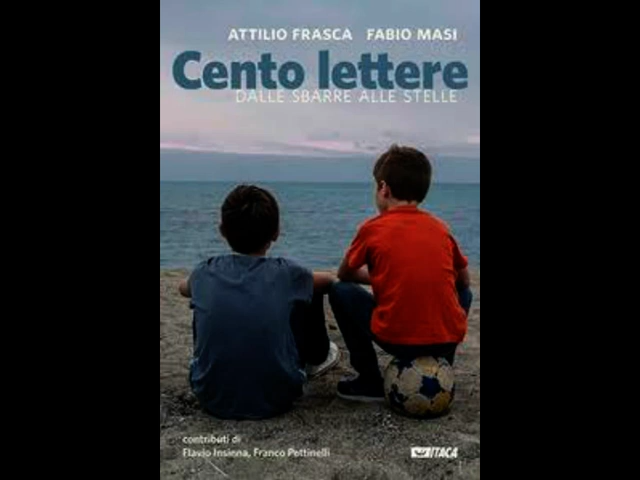 ATTILIO FRASCA FABIO MASI
Cento lettere
DALLE SBARRE ALLE STELLE
contributi di
Flavio Insinna, Franco Pettinelli
ITACA